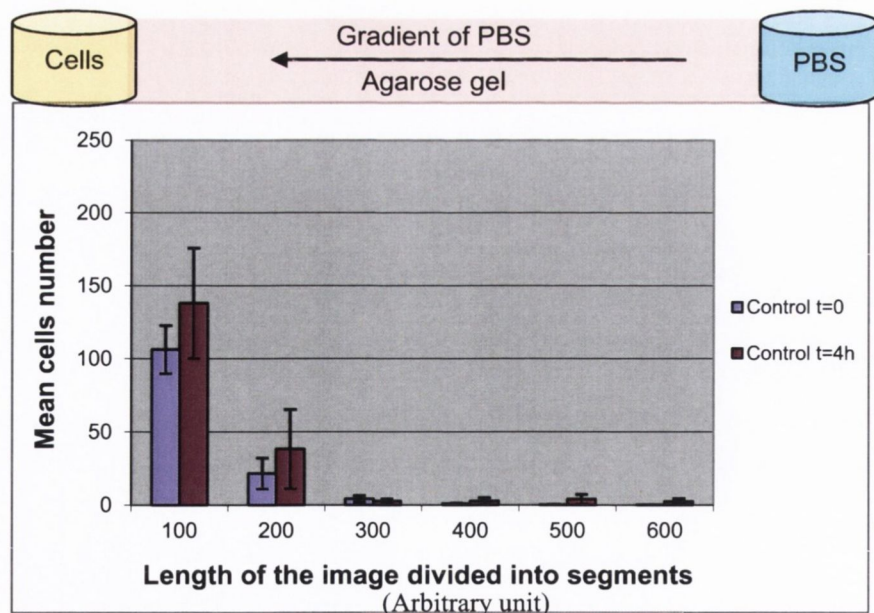 Cells
Gradient of PBS
Agarose gel
PBS
Mean cells number
250
200
150
100
50
0
100 200 300 400 500 600
Control t=0
Control t=4h
Length of the image divided into segments
(Arbitrary unit)